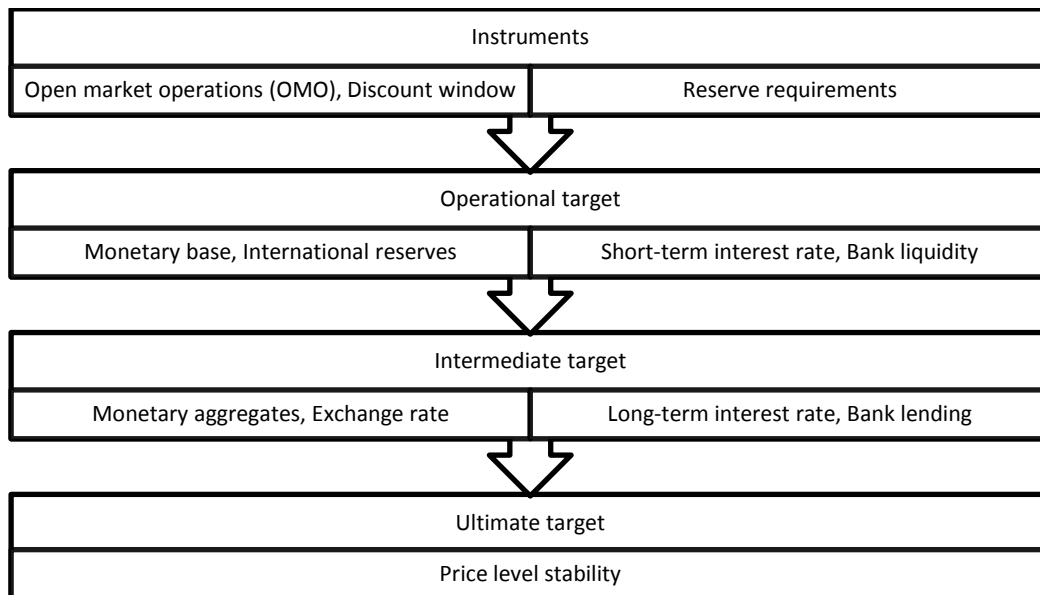 Instruments
Open market operations (OMO), Discount window
Reserve requirements
Operational target
Monetary base, International reserves
Short-term interest rate, Bank liquidity
Intermediate target
Monetary aggregates, Exchange rate
Long-term interest rate, Bank lending
Ultimate target
Price level stability